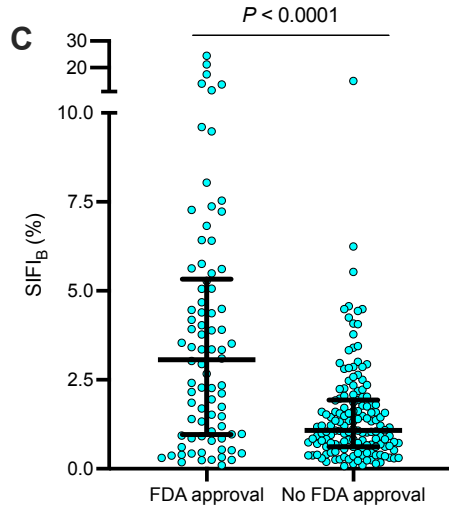 C
P < 0.0001
30
20
10.0
7.5
5.0
2.5
0.0
SIFI_B (%)
FDA approval
No FDA approval